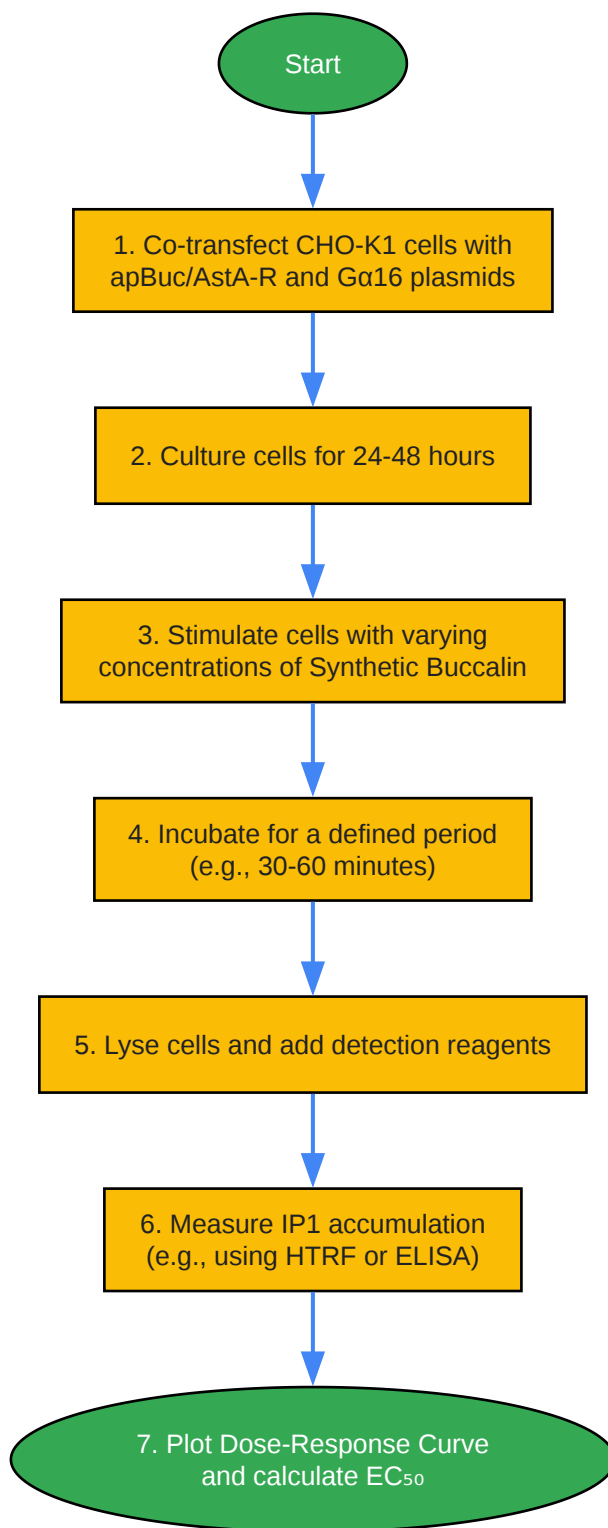 Start
1. Co-transfect CHO-K1 cells with
apBuc/AstA-R and Gα16 plasmids
2. Culture cells for 24-48 hours
3. Stimulate cells with varying
concentrations of Synthetic Buccalin
4. Incubate for a defined period
(e.g., 30-60 minutes)
5. Lyse cells and add detection reagents
6. Measure IP1 accumulation
(e.g., using HTRF or ELISA)
7. Plot Dose-Response Curve
and calculate EC₅₀